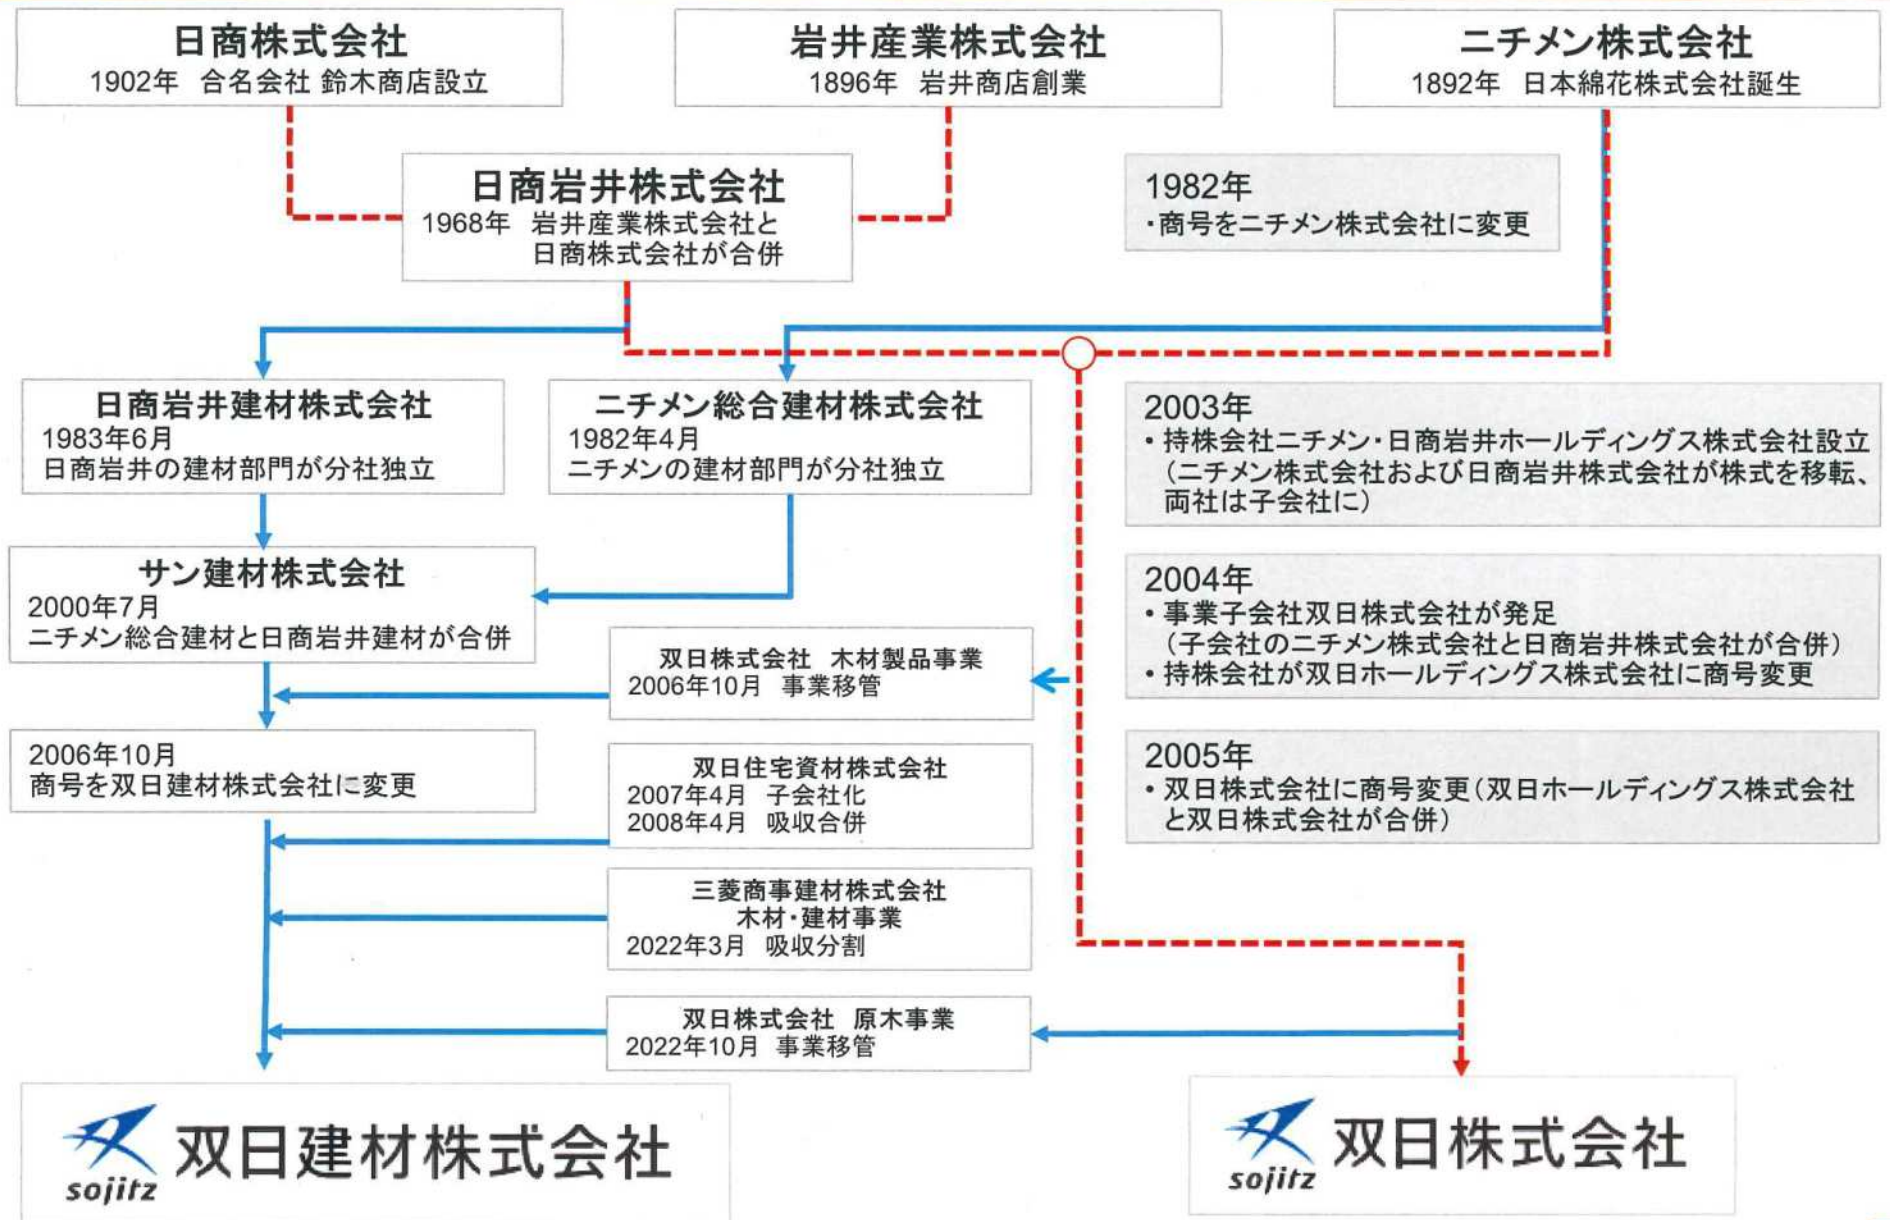 日商株式会社
1902年 合名会社 鈴木商店設立
岩井産業株式会社
1896年 岩井商店創業
ニチメン株式会社
1892年 日本綿花株式会社誕生
日商岩井株式会社
1968年 岩井産業株式会社と
日商株式会社が合併
1982年
・商号をニチメン株式会社に変更
日商岩井建材株式会社
1983年6月
日商岩井の建材部門が分社独立
ニチメン総合建材株式会社
1982年4月
ニチメンの建材部門が分社独立
2003年
・持株会社ニチメン・日商岩井ホールディングス株式会社設立
（ニチメン株式会社および日商岩井株式会社が株式を移転、
両社は子会社に）
サン建材株式会社
2000年7月
ニチメン総合建材と日商岩井建材が合併
2004年
・事業子会社双日株式会社が発足
（子会社のニチメン株式会社と日商岩井株式会社が合併）
・持株会社が双日ホールディングス株式会社に商号変更
双日株式会社 木材製品事業
2006年10月 事業移管
2006年10月
商号を双日建材株式会社に変更
双日住宅資材株式会社
2007年4月 子会社化
2008年4月 吸収合併
2005年
・双日株式会社に商号変更（双日ホールディングス株式会社
と双日株式会社が合併）
三菱商事建材株式会社
木材・建材事業
2022年3月 吸収分割
双日株式会社 原木事業
2022年10月 事業移管
双日建材株式会社
sojitz
双日株式会社
sojitz